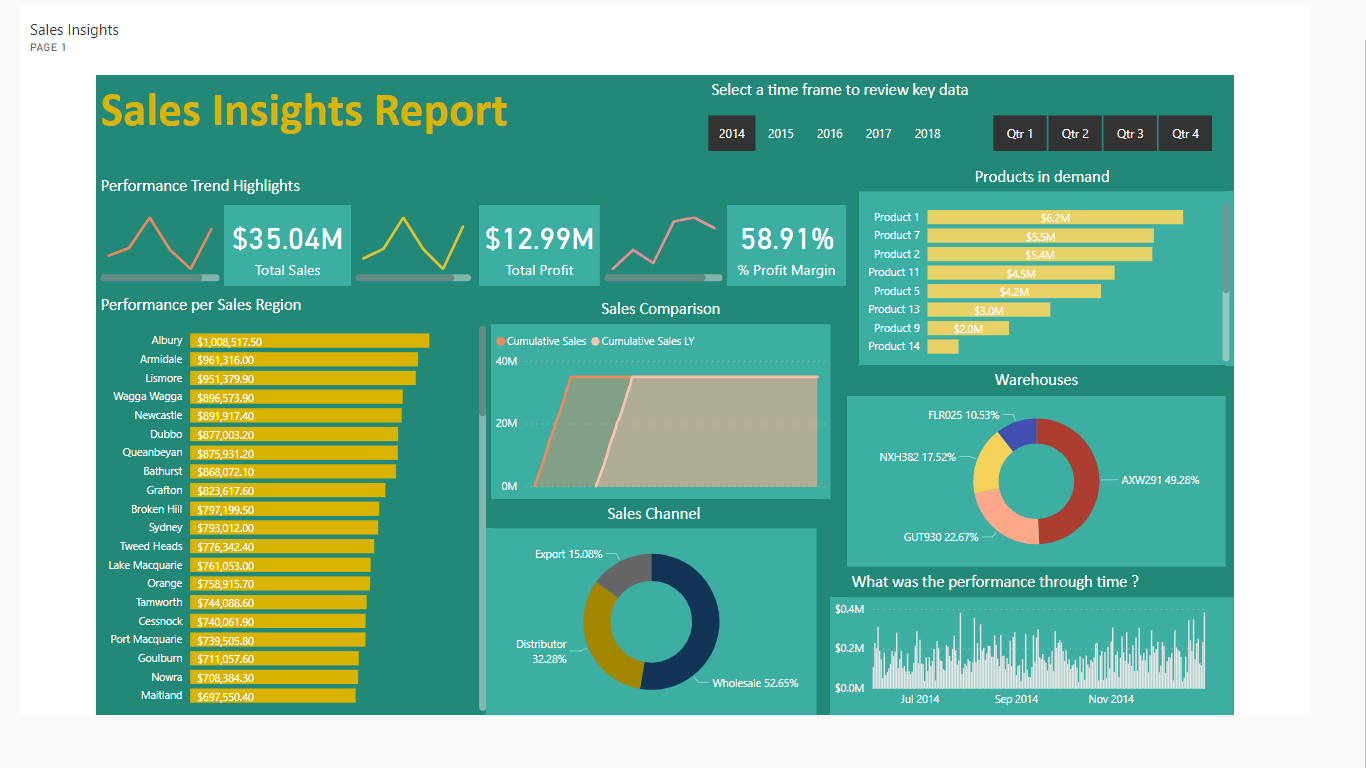 Sales Insights
PAGE 1
Sales Insights Report
Select a time frame to review key data
2014 2015 2016 2017 2018 Qtr 1 Qtr 2 Qtr 3 Qtr 4
Performance Trend Highlights
$35.04M
Total Sales
$12.99M
Total Profit
58.91%
% Profit Margin
Products in demand
Product 1 $6.2M
Product 7 $5.5M
Product 2 $5.4M
Product 11 $4.5M
Product 5 $4.2M
Product 13 $3.0M
Product 9 $2.0M
Product 14
Performance per Sales Region
Albury $1,008,517.50
Armidale $961,316.00
Lismore $951,379.90
Wagga Wagga $896,573.90
Newcastle $891,917.40
Dubbo $877,003.20
Queanbeyan $875,931.20
Bathurst $868,072.10
Grafton $823,617.60
Broken Hill $797,199.50
Sydney $793,012.00
Tweed Heads $776,342.40
Lake Macquarie $761,053.00
Orange $758,915.70
Tamworth $744,088.60
Cessnock $740,061.90
Port Macquarie $739,505.80
Goulburn $711,057.60
Nowra $708,384.30
Maitland $697,550.40
Sales Comparison
Cumulative Sales Cumulative Sales LY
40M
20M
0M
Sales Channel
Export 15.08%
Distributor
32.28%
Wholesale 52.65%
Warehouses
FLR025 10.53%
NXH382 17.52%
AXW291 49.28%
GUT930 22.67%
What was the performance through time ?
$0.4M
$0.2M
$0.0M
Jul 2014 Sep 2014 Nov 2014